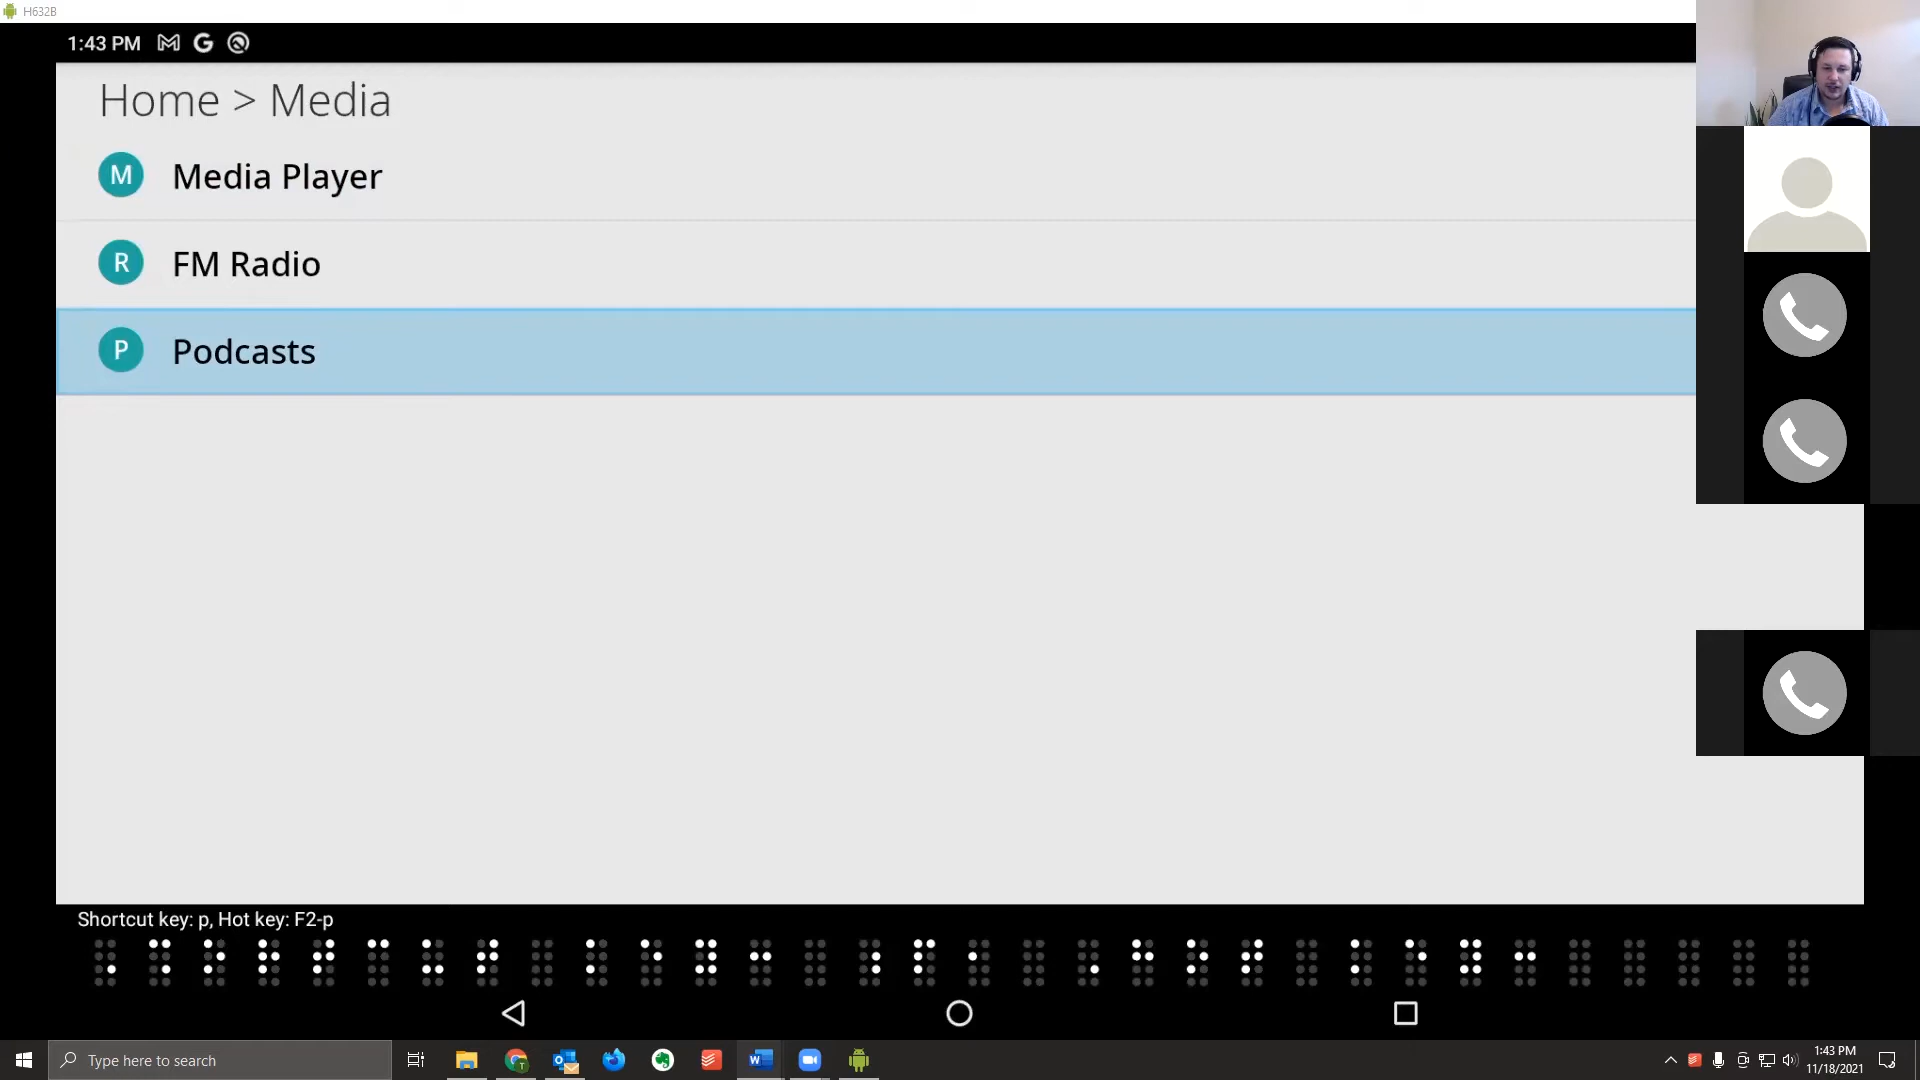 H632B
1:43 PM
Home > Media
M Media Player
R FM Radio
P Podcasts
Shortcut key: p, Hot key: F2-p
Type here to search
1:43 PM
11/18/2021